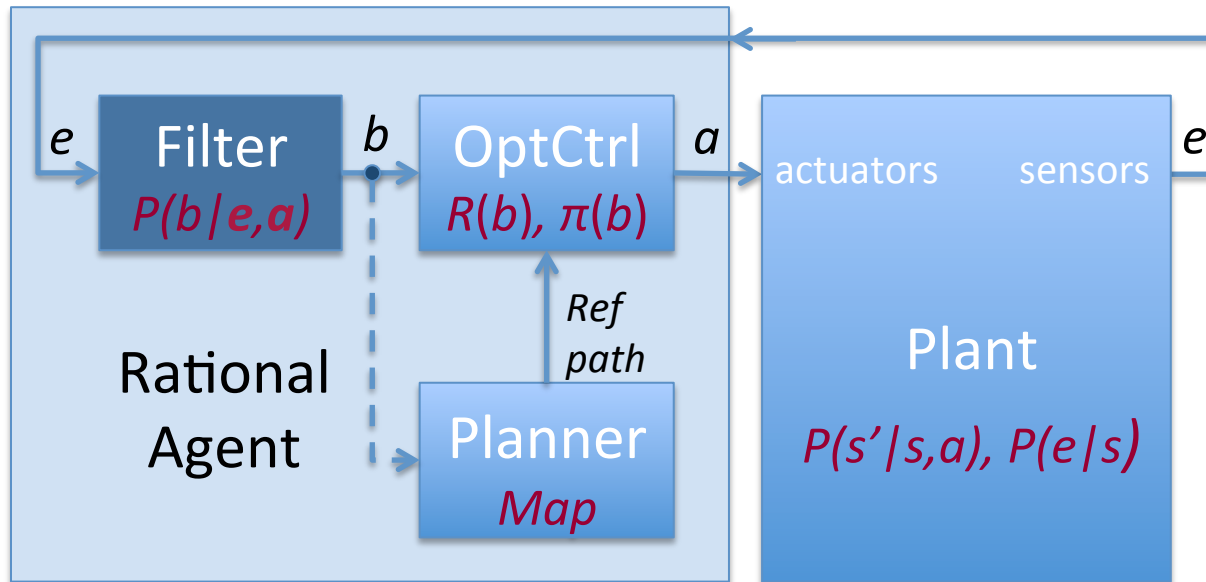 e
Filter
P(b|e,a)
b
OptCtrl
R(b), π(b)
a
actuators
sensors
e
Ref
path
Rational
Agent
Planner
Map
Plant
P(s’|s,a), P(e|s)